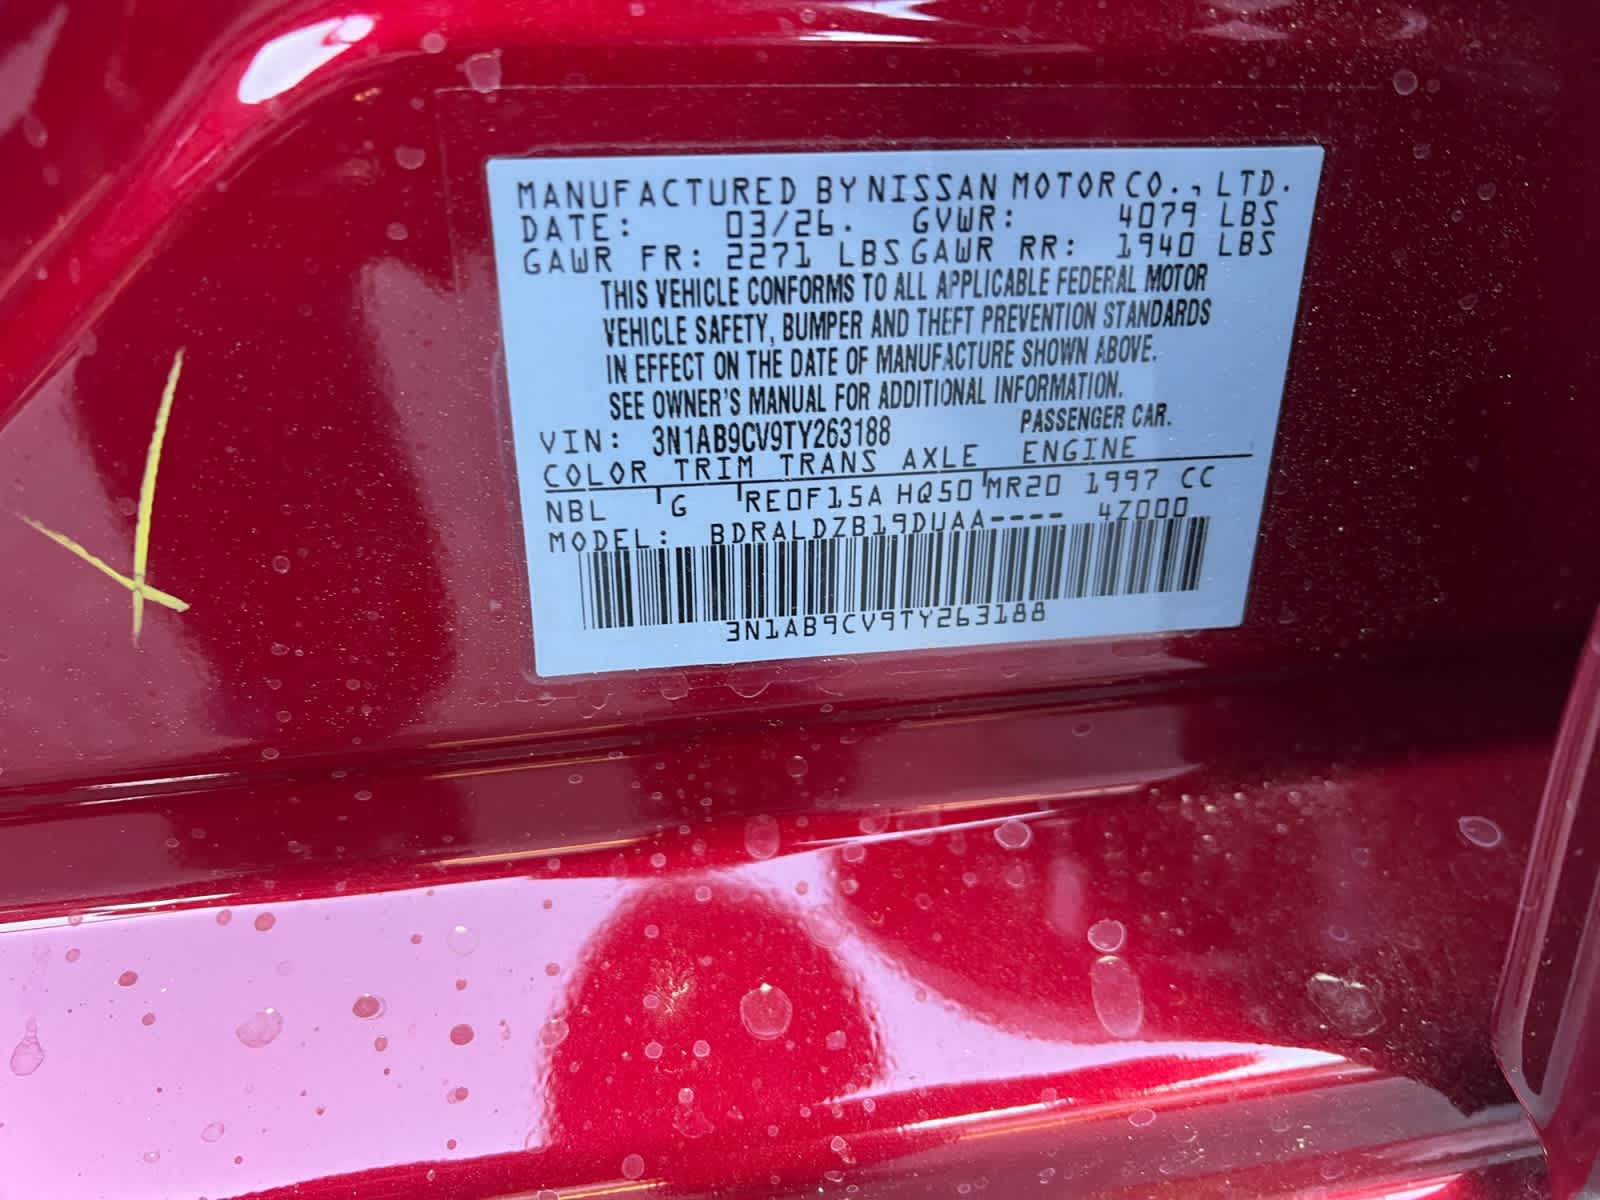 MANUFACTURED BY NISSAN MOTOR CO., LTD.
DATE: 03/26. GVWR: 4079 LBS
GAWR FR: 2271 LBS GAWR RR: 1940 LBS
THIS VEHICLE CONFORMS TO ALL APPLICABLE FEDERAL MOTOR
VEHICLE SAFETY, BUMPER AND THEFT PREVENTION STANDARDS
IN EFFECT ON THE DATE OF MANUFACTURE SHOWN ABOVE.
SEE OWNER'S MANUAL FOR ADDITIONAL INFORMATION.
VIN: 3N1AB9CV9TY263188 PASSENGER CAR.
COLOR TRIM TRANS AXLE ENGINE
NBL G RE0F15A HQ50 MR20 1997 CC
MODEL: BDRALDZB19DUAA---- 4Z000
3N1AB9CV9TY263188